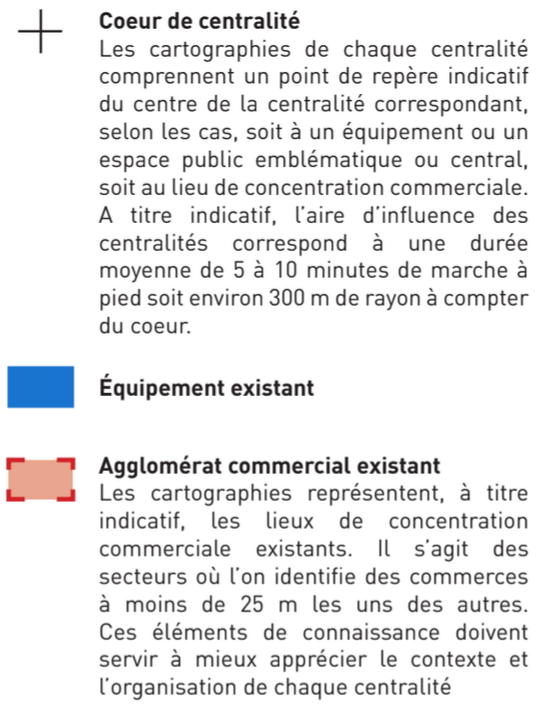 Coeur de centralité
Les cartographies de chaque centralité
comprennent un point de repère indicatif
du centre de la centralité correspondant,
selon les cas, soit à un équipement ou un
espace public emblématique ou central,
soit au lieu de concentration commerciale.
A titre indicatif, l'aire d'influence des
centralités correspond à une durée
moyenne de 5 à 10 minutes de marche à
pied soit environ 300 m de rayon à compter
du coeur.
Équipement existant
Agglomérat commercial existant
Les cartographies représentent, à titre
indicatif, les lieux de concentration
commerciale existants. Il s'agit des
secteurs où l'on identifie des commerces
à moins de 25 m les uns des autres.
Ces éléments de connaissance doivent
servir à mieux apprécier le contexte et
l'organisation de chaque centralité